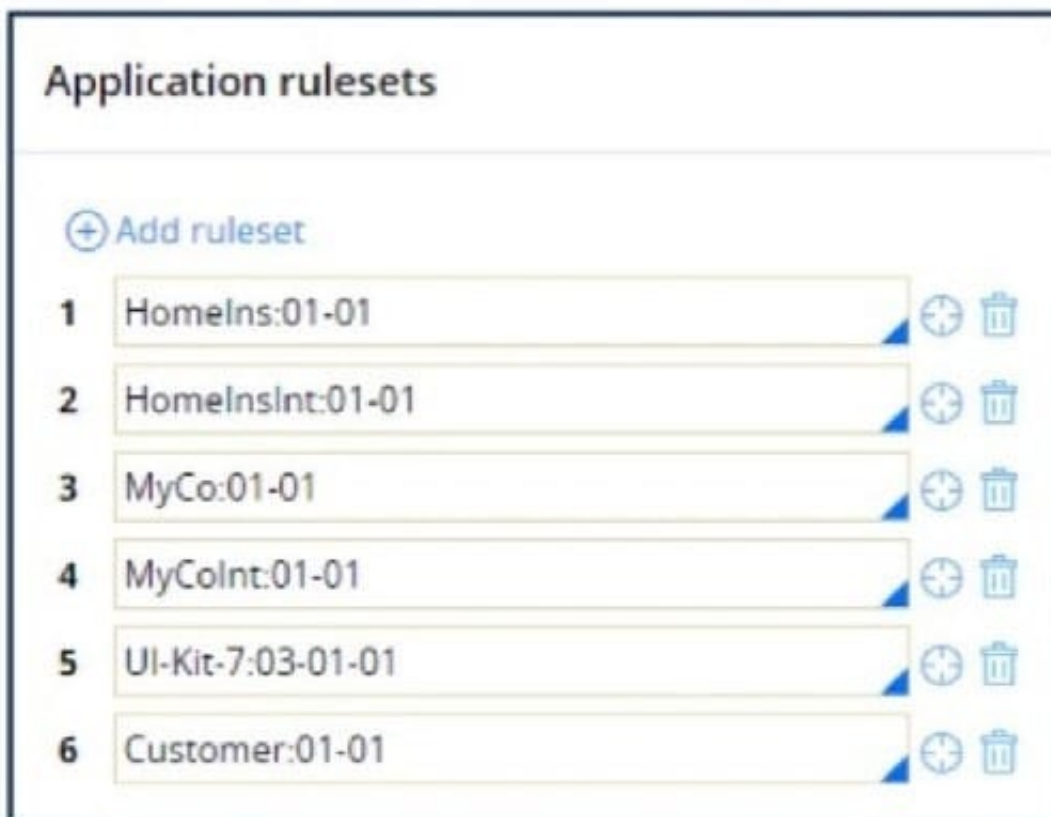 Application rulesets
Add ruleset
1 HomeIns:01-01
2 HomeInsInt:01-01
3 MyCo:01-01
4 MyCoInt:01-01
5 UI-Kit-7:03-01-01
6 Customer:01-01